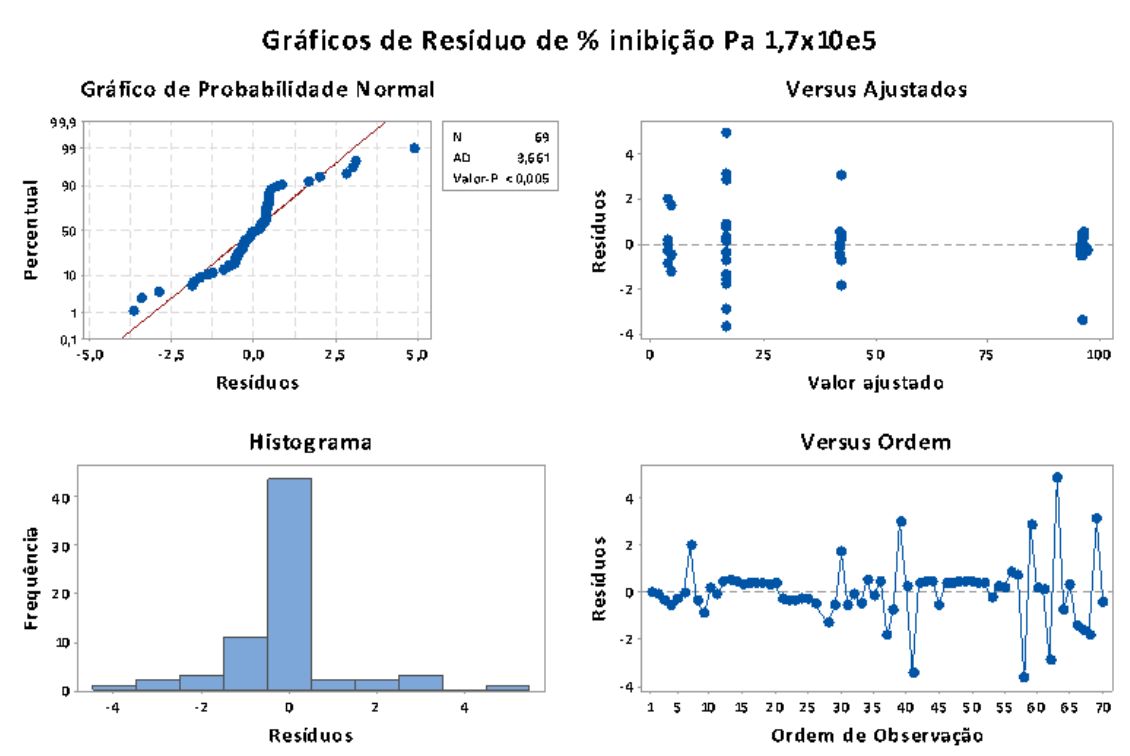 Gráficos de Resíduo de % inibição Pa 1,7x10e5
Gráfico de Probabilidade Normal
99,9
99
90
50
10
1
0,1
Percentual
-5,0 -2,5 0,0 2,5 5,0
Resíduos
N 69
AD 3,661
Valor-P <0,005
Versus Ajustados
4
2
0
-2
-4
Resíduos
0 25 50 75 100
Valor ajustado
Histograma
40
30
20
10
0
Frequência
-4 -2 0 2 4
Resíduos
Versus Ordem
4
2
0
-2
-4
Resíduos
1 5 10 15 20 25 30 35 40 45 50 55 60 65 70
Ordem de Observação